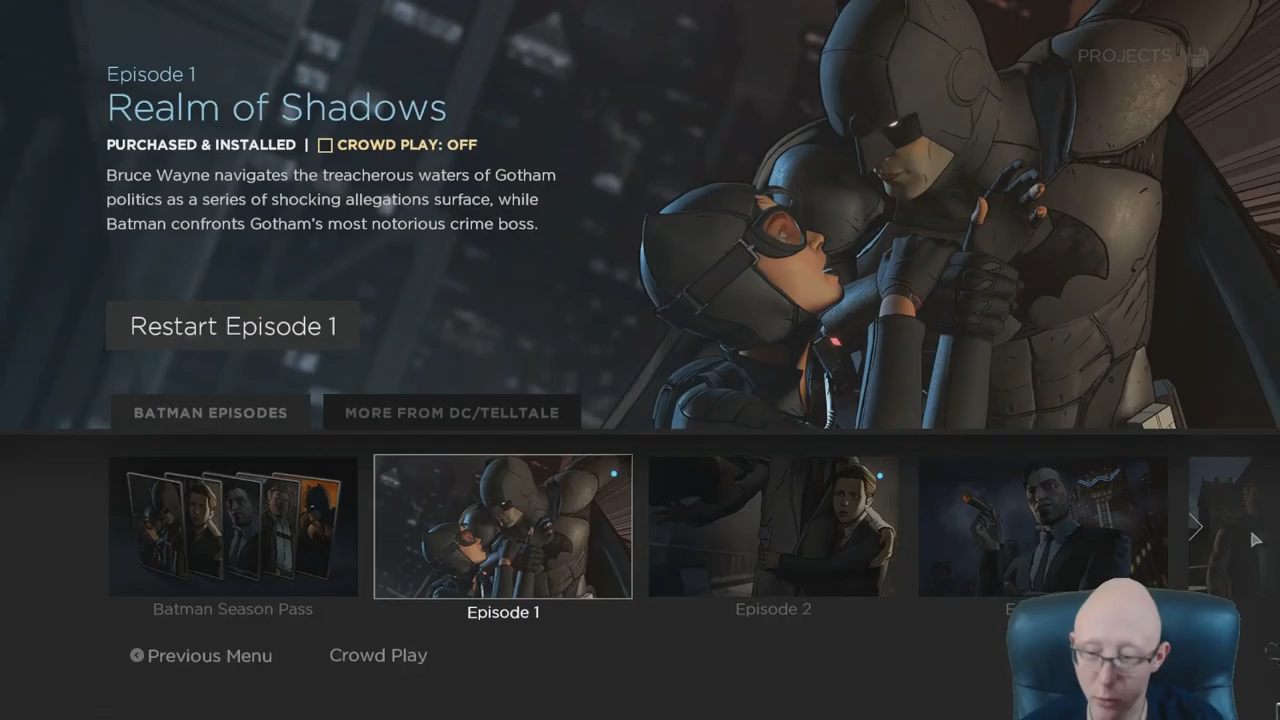 PROJECTS
Episode 1
Realm of Shadows
PURCHASED & INSTALLED | CROWD PLAY: OFF
Bruce Wayne navigates the treacherous waters of Gotham
politics as a series of shocking allegations surface, while
Batman confronts Gotham's most notorious crime boss.
Restart Episode 1
BATMAN EPISODES
MORE FROM DC/TELLTALE
Batman Season Pass
Episode 1
Episode 2
Previous Menu
Crowd Play